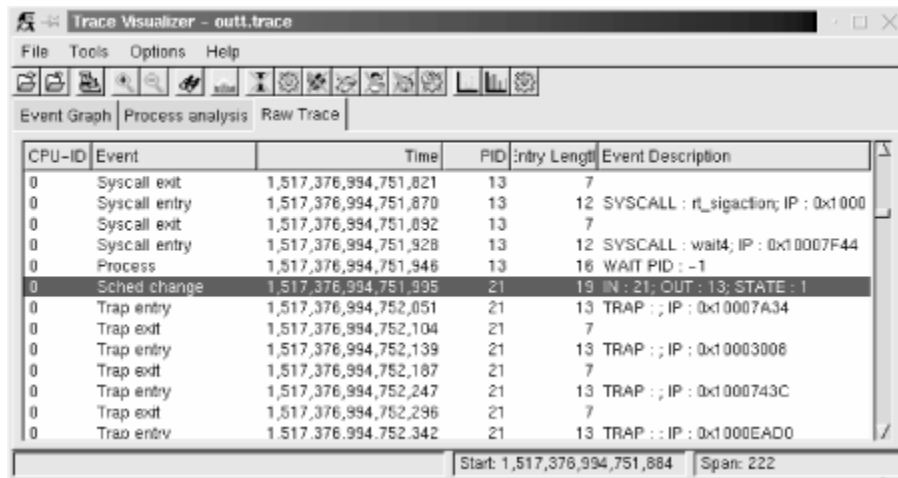 Trace Visualizer - outt.trace
File Tools Options Help
Event Graph Process analysis Raw Trace
CPU-ID Event Time PID Entry Length Event Description
0 Syscall exit 1,517,376,994,751,821 13 7
0 Syscall entry 1,517,376,994,751,870 13 12 SYSCALL : rt_sigaction; IP : 0x1000
0 Syscall exit 1,517,376,994,751,892 13 7
0 Syscall entry 1,517,376,994,751,928 13 12 SYSCALL : wait4; IP : 0x10007F44
0 Process 1,517,376,994,751,946 13 16 WAIT PID : -1
0 Sched change 1,517,376,994,751,995 21 19 IN : 21; OUT : 13; STATE : 1
0 Trap entry 1,517,376,994,752,051 21 13 TRAP : ; IP : 0x10007A34
0 Trap exit 1,517,376,994,752,104 21 7
0 Trap entry 1,517,376,994,752,139 21 13 TRAP : ; IP : 0x10003008
0 Trap exit 1,517,376,994,752,187 21 7
0 Trap entry 1,517,376,994,752,247 21 13 TRAP : ; IP : 0x1000743C
0 Trap exit 1,517,376,994,752,296 21 7
0 Trap entry 1,517,376,994,752,342 21 13 TRAP : ; IP : 0x1000EAD0
Start: 1,517,376,994,751,884 Span: 222